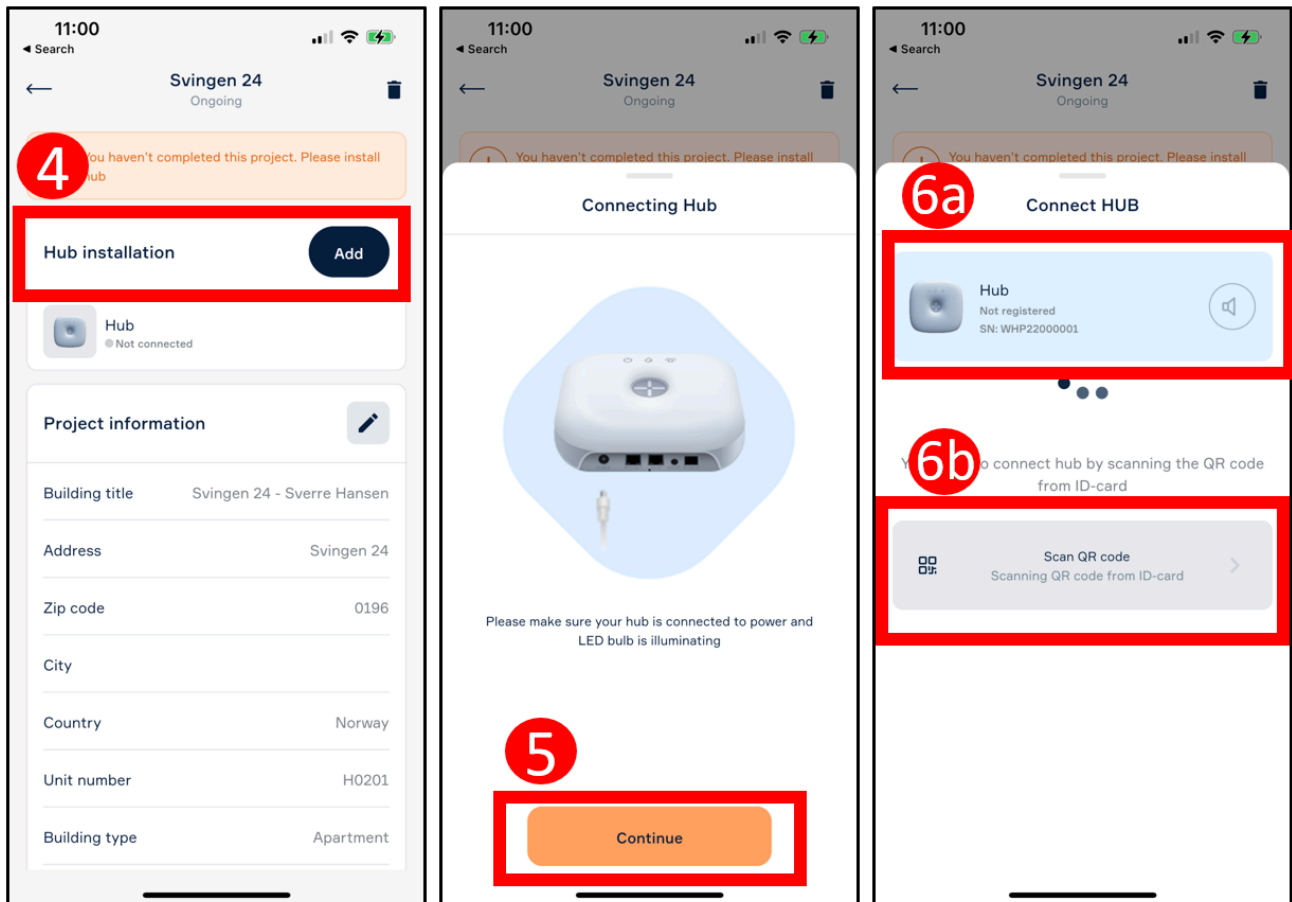 11:00
◄ Search
Svingen 24
Ongoing
4
You haven't completed this project. Please install
hub
Hub installation
Add
Hub
Not connected
Project information
Building title
Svingen 24 - Sverre Hansen
Address
Svingen 24
Zip code
0196
City
Country
Norway
Unit number
H0201
Building type
Apartment
11:00
◄ Search
Svingen 24
Ongoing
You haven't completed this project. Please install
Connecting Hub
Please make sure your hub is connected to power and
LED bulb is illuminating
5
Continue
11:00
◄ Search
Svingen 24
Ongoing
You haven't completed this project. Please install
6a
Connect HUB
Hub
Not registered
SN: WHP22000001
6b
connect hub by scanning the QR code
from ID-card
Scan QR code
Scanning QR code from ID-card